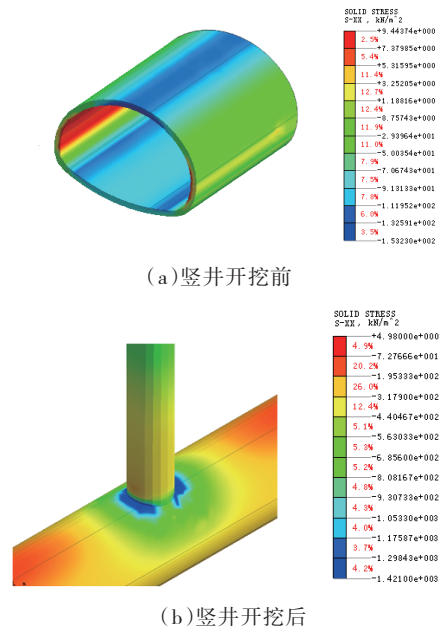 SOLID STRESS
S-XX , kN/m^2
+9.44374e+000
2.5%
+7.37985e+001
5.4%
+5.31595e+000
11.4%
+3.25205e+000
12.7%
+1.18816e+000
12.4%
-8.75743e+000
11.9%
-2.93964e+001
11.0%
-5.00354e+001
7.9%
-7.06743e+001
7.5%
-9.13133e+001
7.8%
-1.11952e+002
6.0%
-1.32591e+002
3.5%
-1.53230e+002
(a)竖井开挖前
SOLID STRESS
S-XX, kN/m^2
+4.98000e+000
4.9%
-7.27666e+001
20.2%
-1.95333e+002
26.0%
-3.17900e+002
12.4%
-4.40467e+002
5.1%
-5.63033e+002
5.3%
-6.85600e+002
5.2%
-8.08167e+002
4.8%
-9.30733e+002
4.3%
-1.05330e+003
4.0%
-1.17587e+003
3.7%
-1.29843e+003
4.2%
-1.42100e+003
(b)竖井开挖后